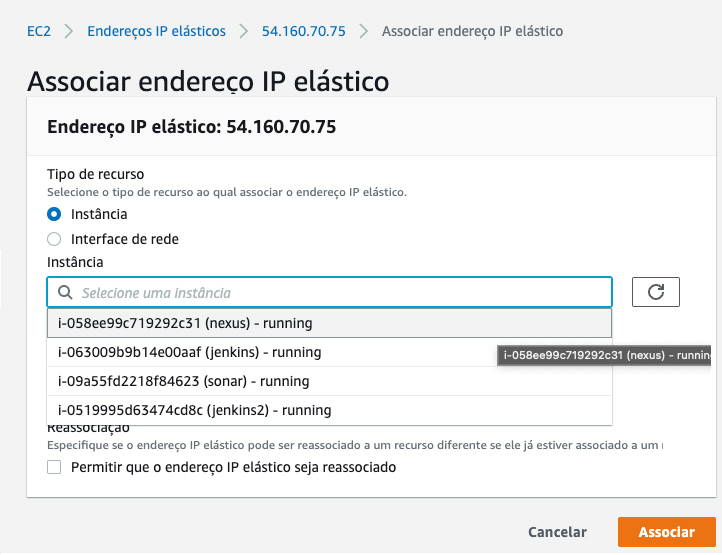 EC2 > Endereços IP elásticos > 54.160.70.75 > Associar endereço IP elástico
Associar endereço IP elástico
Endereço IP elástico: 54.160.70.75
Tipo de recurso
Selecione o tipo de recurso ao qual associar o endereço IP elástico.
Instância
Interface de rede
Instância
Selecione uma instância
i-058ee99c719292c31 (nexus) - running
i-063009b9b14e00aaf (jenkins) - running
i-058ee99c719292c31 (nexus) - runnin
i-09a55fd2218f84623 (sonar) - running
i-0519995d63474cd8c (jenkins2) - running
Reassociação
Especifique se o endereço IP elástico pode ser reassociado a um recurso diferente se ele já estiver associado a um
Permitir que o endereço IP elástico seja reassociado
Cancelar
Associar